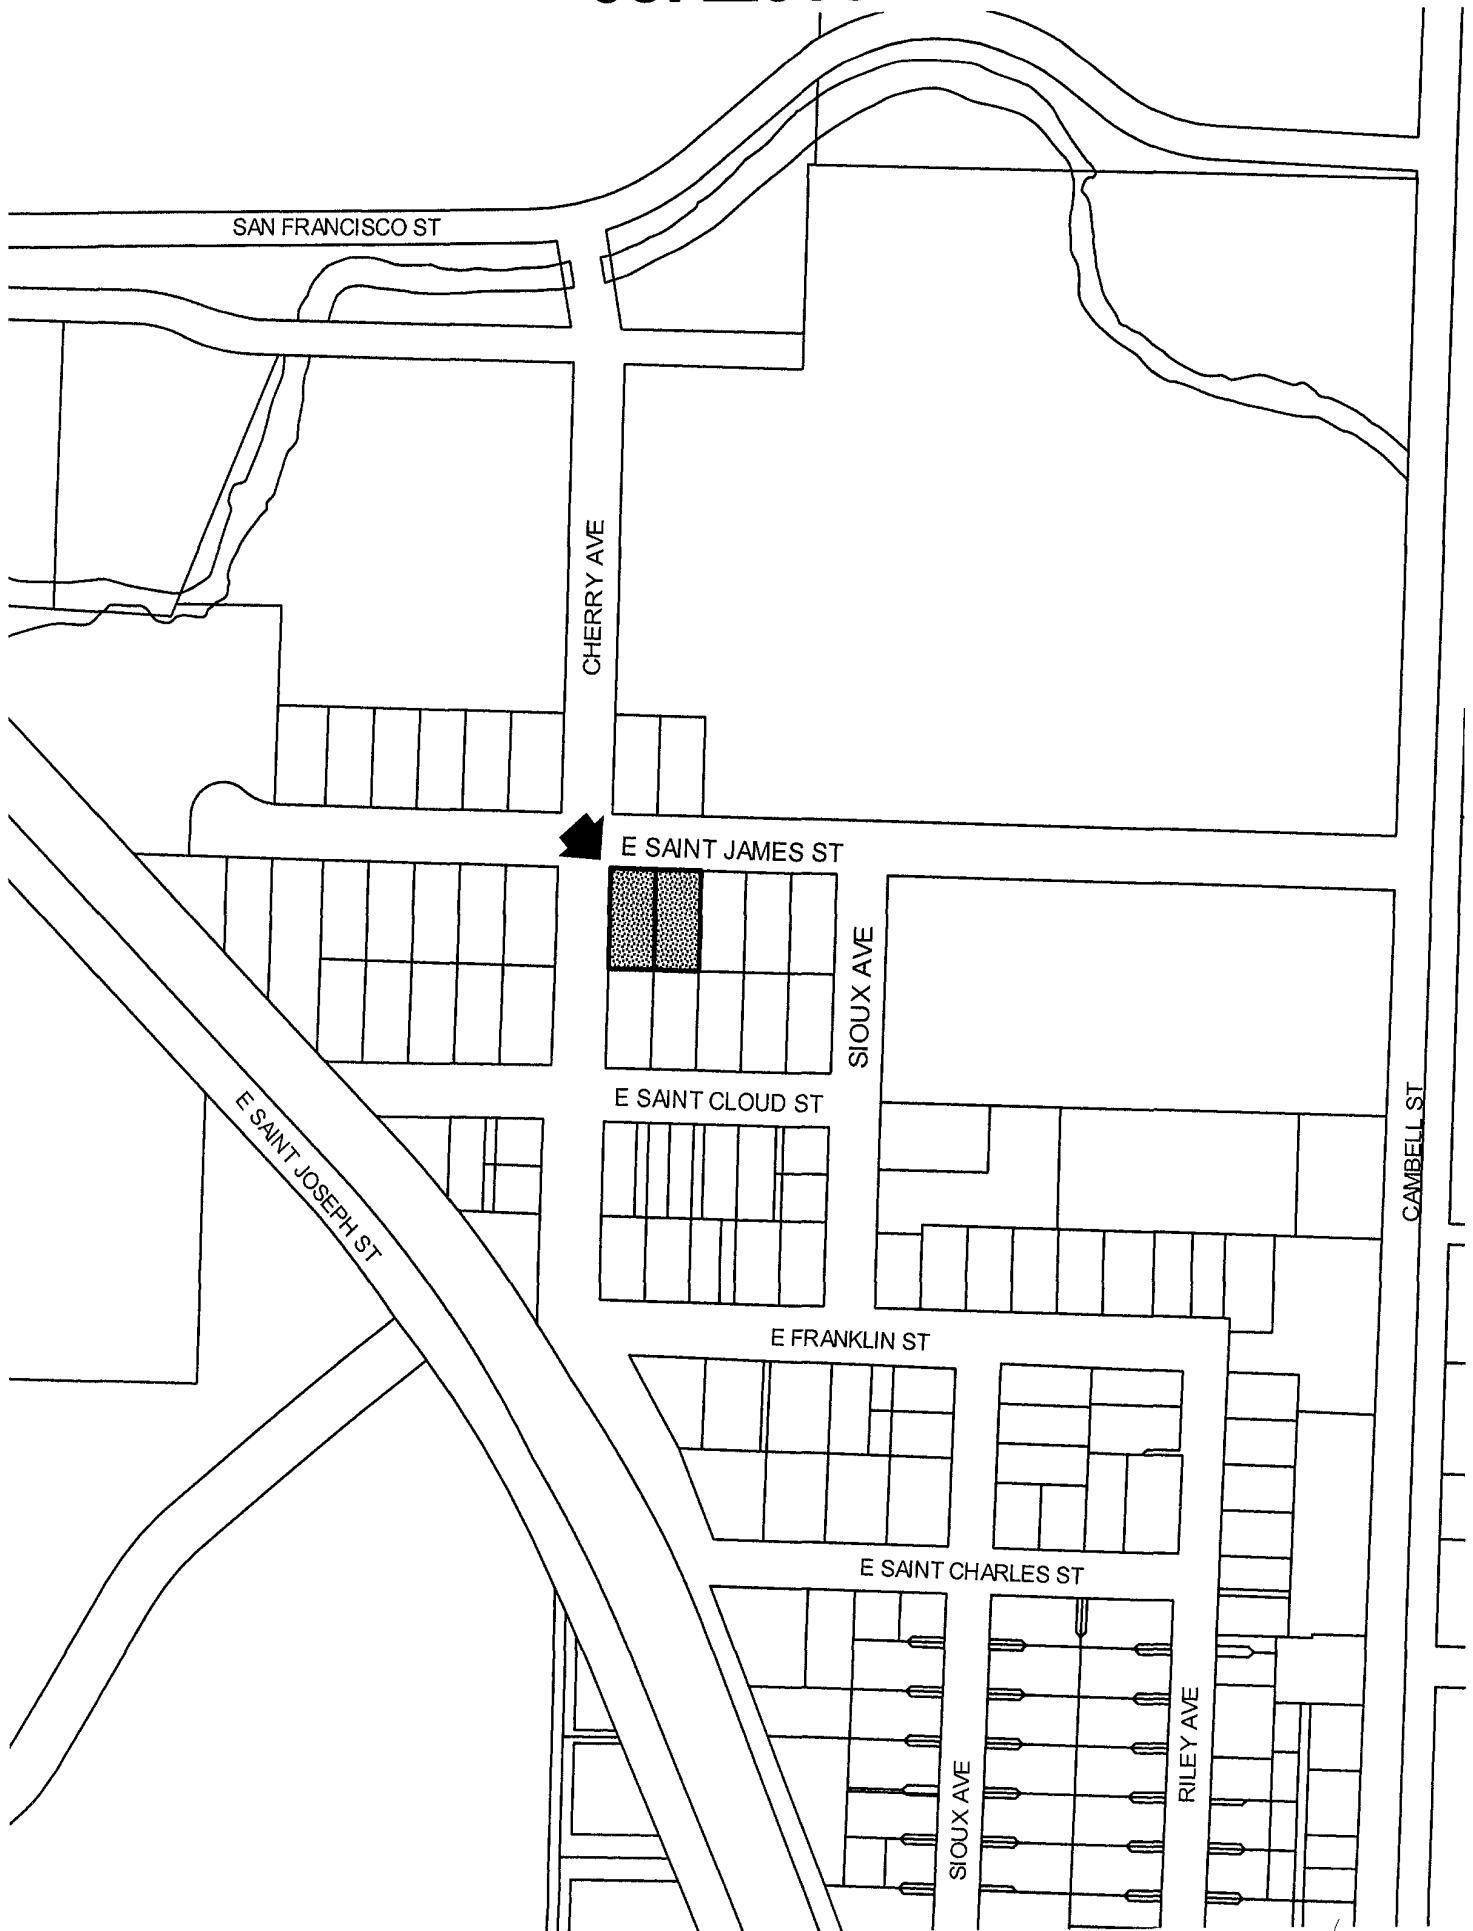 SAN FRANCISCO ST
CHERRY AVE
E SAINT JAMES ST
SIOUX AVE
E SAINT CLOUD ST
CAMBELL ST
E SAINT JOSEPH ST
E FRANKLIN ST
E SAINT CHARLES ST
RILEY AVE
SIOUX AVE